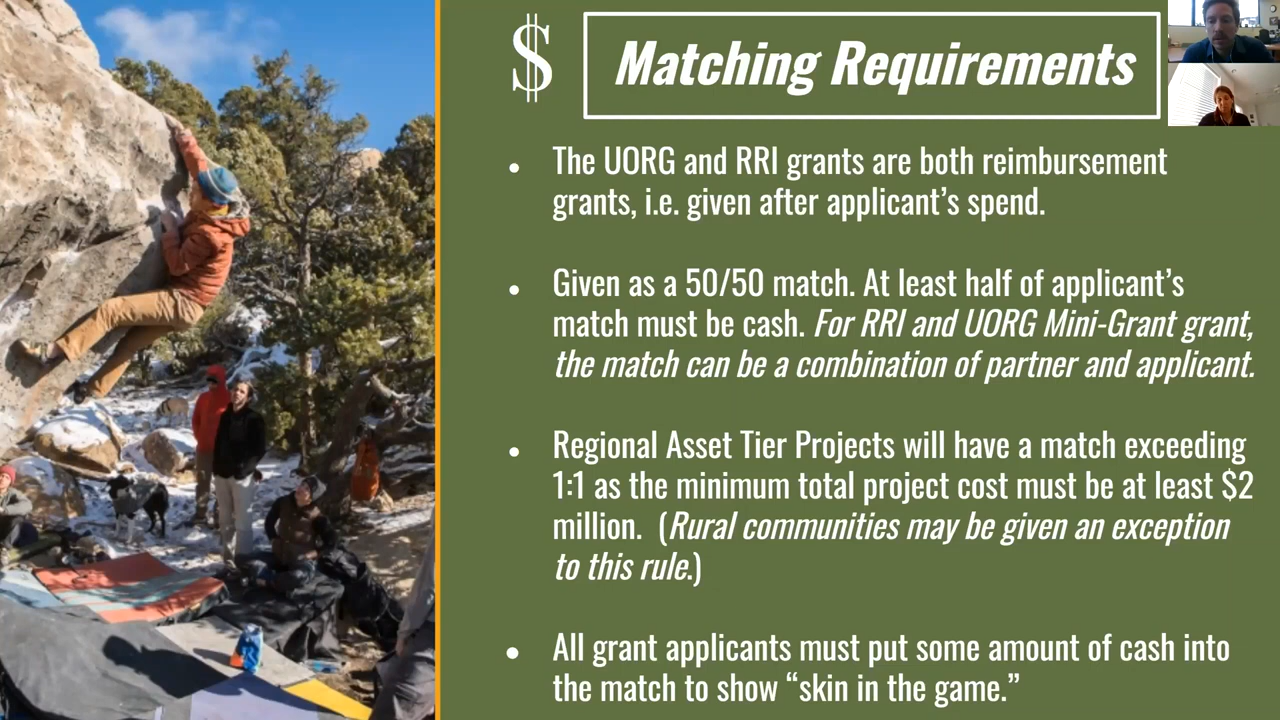 $ Matching Requirements
• The UORG and RRI grants are both reimbursement
grants, i.e. given after applicant’s spend.
• Given as a 50/50 match. At least half of applicant’s
match must be cash. For RRI and UORG Mini-Grant grant,
the match can be a combination of partner and applicant.
• Regional Asset Tier Projects will have a match exceeding
1:1 as the minimum total project cost must be at least $2
million. (Rural communities may be given an exception
to this rule.)
• All grant applicants must put some amount of cash into
the match to show “skin in the game.”